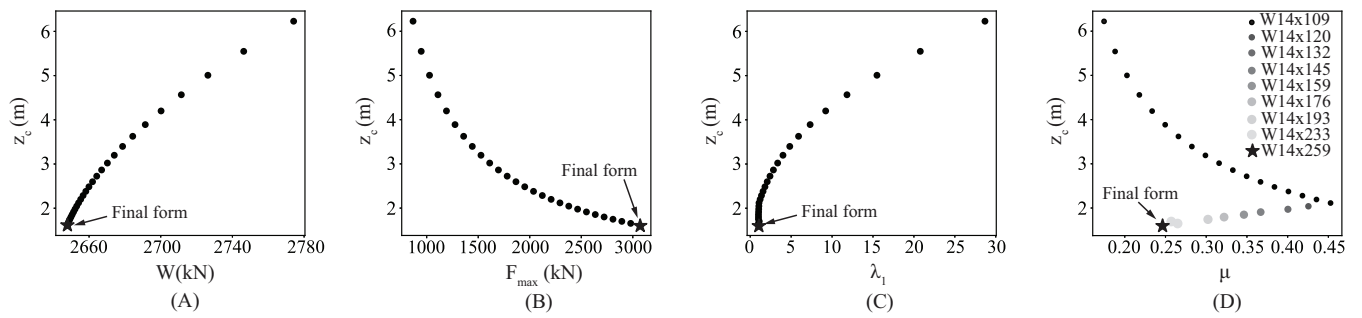 6
5
4
3
2
z_c (m)
2660 2700 2740 2780
W(kN)
Final form
(A)
6
5
4
3
2
z_c (m)
1000 1500 2000 2500 3000
F_max (kN)
Final form
(B)
6
5
4
3
2
z_c (m)
0 5 10 15 20 25 30
λ_1
Final form
(C)
6
5
4
3
2
z_c (m)
0.20 0.25 0.30 0.35 0.40 0.45
μ
Final form
W14x109
W14x120
W14x132
W14x145
W14x159
W14x176
W14x193
W14x233
W14x259
(D)